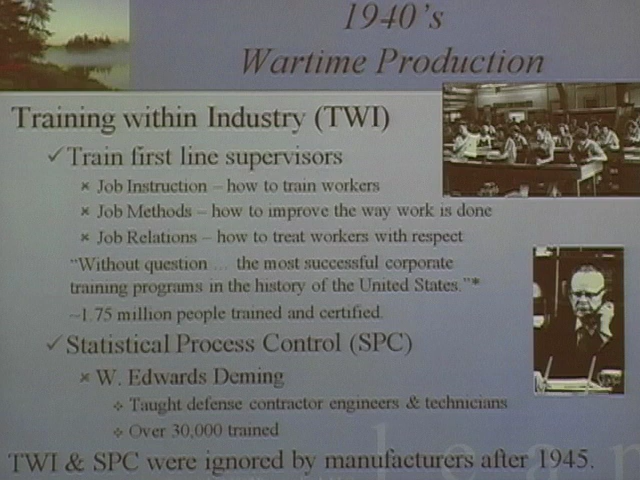 1940's
Wartime Production
Training within Industry (TWI)
✓Train first line supervisors
× Job Instruction – how to train workers
× Job Methods – how to improve the way work is done
× Job Relations – how to treat workers with respect
"Without question … the most successful corporate
training programs in the history of the United States."*
~1.75 million people trained and certified.
✓Statistical Process Control (SPC)
× W. Edwards Deming
❖ Taught defense contractor engineers & technicians
❖ Over 30,000 trained
lear
TWI & SPC were ignored by manufacturers after 1945.